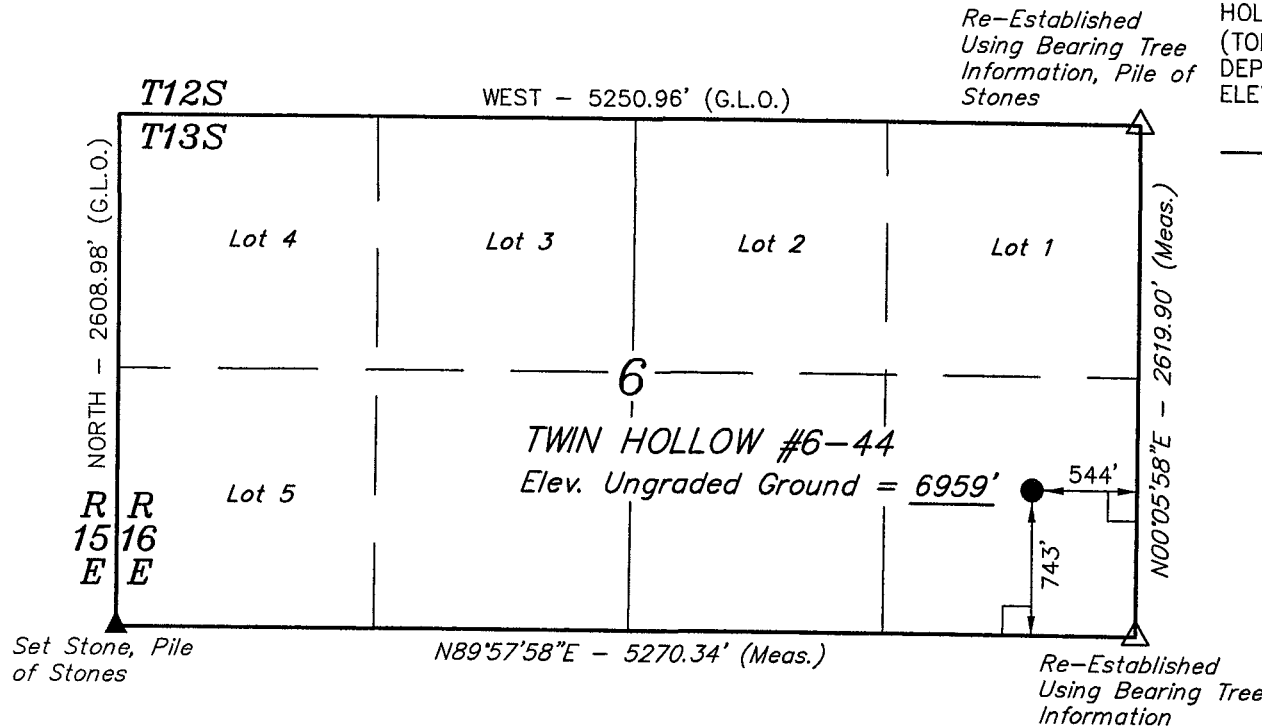 Re-Established
Using Bearing Tree
Information, Pile of
Stones
(TO
DEP
T12S
WEST - 5250.96' (G.L.O.)
T13S
NORTH - 2608.98' (G.L.O.)
Lot 4
Lot 3
Lot 2
Lot 1
N00°05'58"E - 2619.90' (Meas.)
6
TWIN HOLLOW #6-44
Elev. Ungraded Ground = 6959'
544'
743'
Lot 5
R R
15 16
E E
Set Stone, Pile
of Stones
N89°57'58"E - 5270.34' (Meas.)
Re-Established
Using Bearing Tree
Information